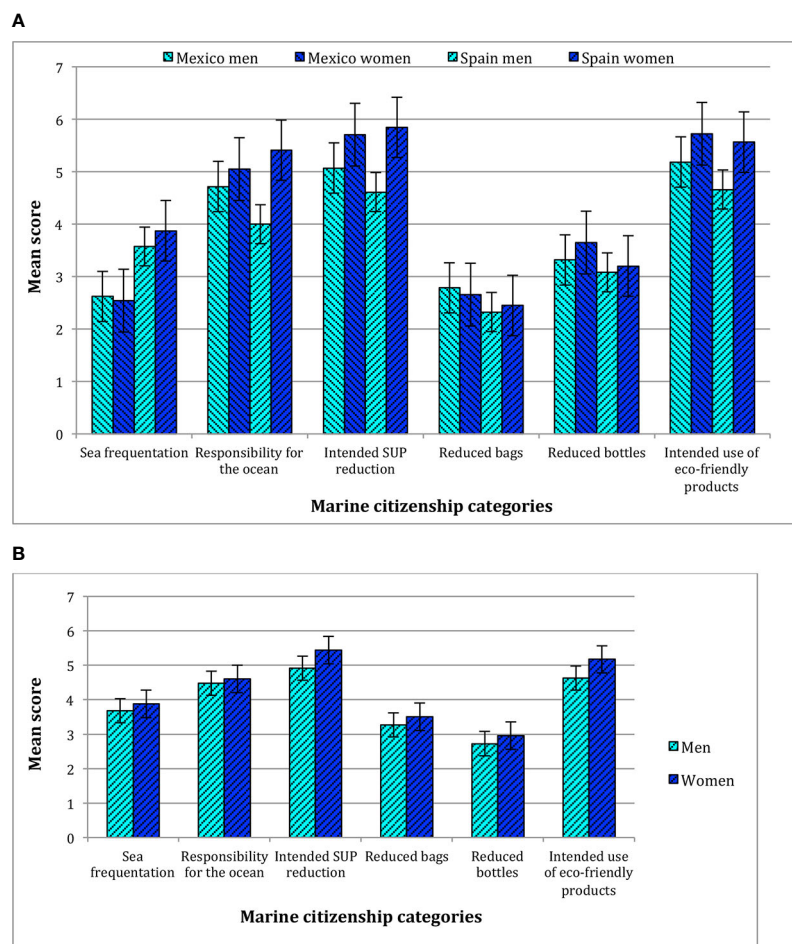 A
Mexico men Mexico women Spain men Spain women
7
6
5
4
3
2
1
0
Mean score
Sea frequentation Responsibility for Intended SUP Reduced bags Reduced bottles Intended use of
the ocean reduction eco-friendly
products
Marine citizenship categories
B
7
6
5
4
3
2
1
0
Mean score
Men
Women
Sea Responsibility Intended SUP Reduced bags Reduced Intended use
frequentation for the ocean reduction bottles of eco-friendly
products
Marine citizenship categories